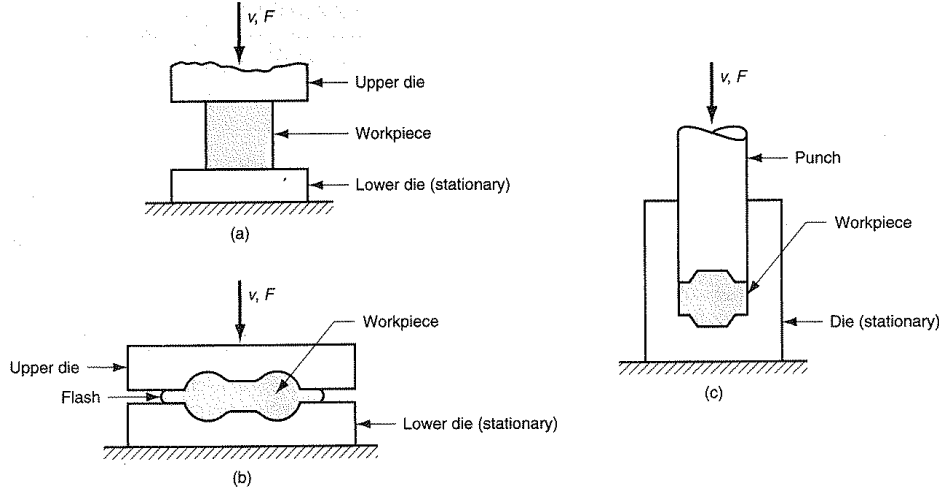 v, F
Upper die
Workpiece
Lower die (stationary)
(a)
v, F
Workpiece
Upper die
Flash
Lower die (stationary)
(b)
v, F
Punch
Workpiece
Die (stationary)
(c)